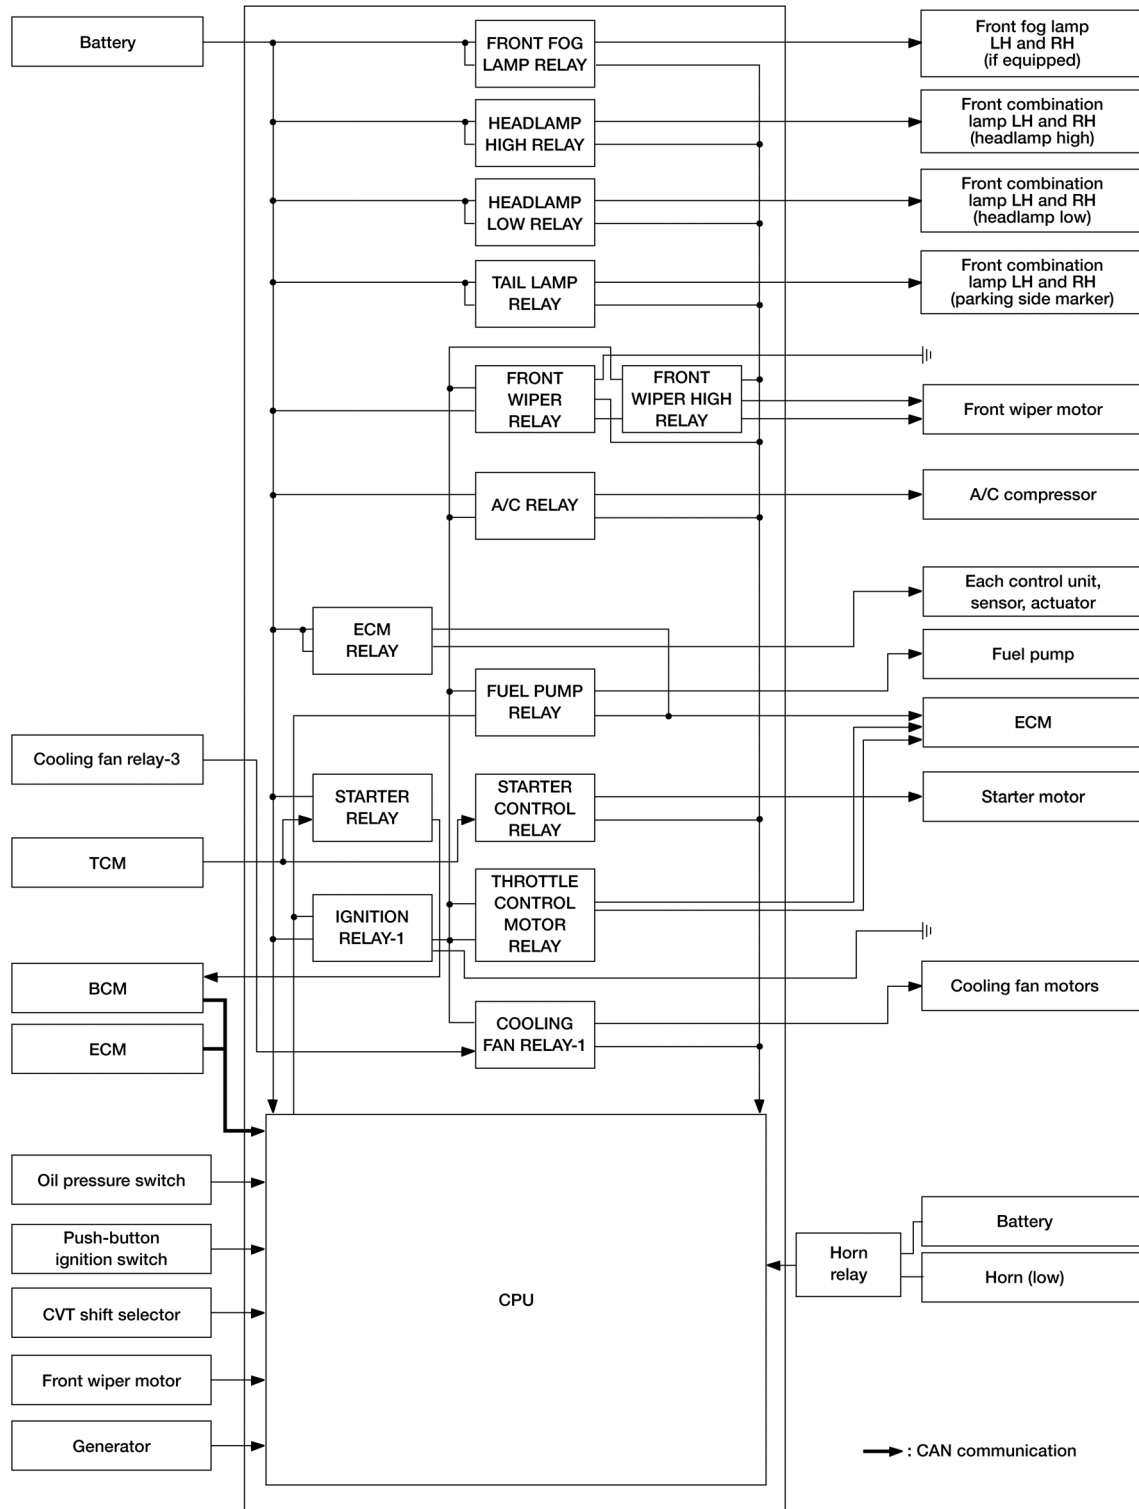 Battery
FRONT FOG
LAMP RELAY
Front fog lamp
LH and RH
(if equipped)
HEADLAMP
HIGH RELAY
Front combination
lamp LH and RH
(headlamp high)
HEADLAMP
LOW RELAY
Front combination
lamp LH and RH
(headlamp low)
TAIL LAMP
RELAY
Front combination
lamp LH and RH
(parking side marker)
FRONT
WIPER
RELAY
FRONT
WIPER HIGH
RELAY
Front wiper motor
A/C RELAY
A/C compressor
ECM
RELAY
Each control unit,
sensor, actuator
FUEL PUMP
RELAY
Fuel pump
ECM
Cooling fan relay-3
STARTER
RELAY
STARTER
CONTROL
RELAY
Starter motor
TCM
IGNITION
RELAY-1
THROTTLE
CONTROL
MOTOR
RELAY
BCM
Cooling fan motors
ECM
COOLING
FAN RELAY-1
Oil pressure switch
Push-button
ignition switch
CVT shift selector
Front wiper motor
Generator
CPU
Horn
relay
Battery
Horn (low)
: CAN communication